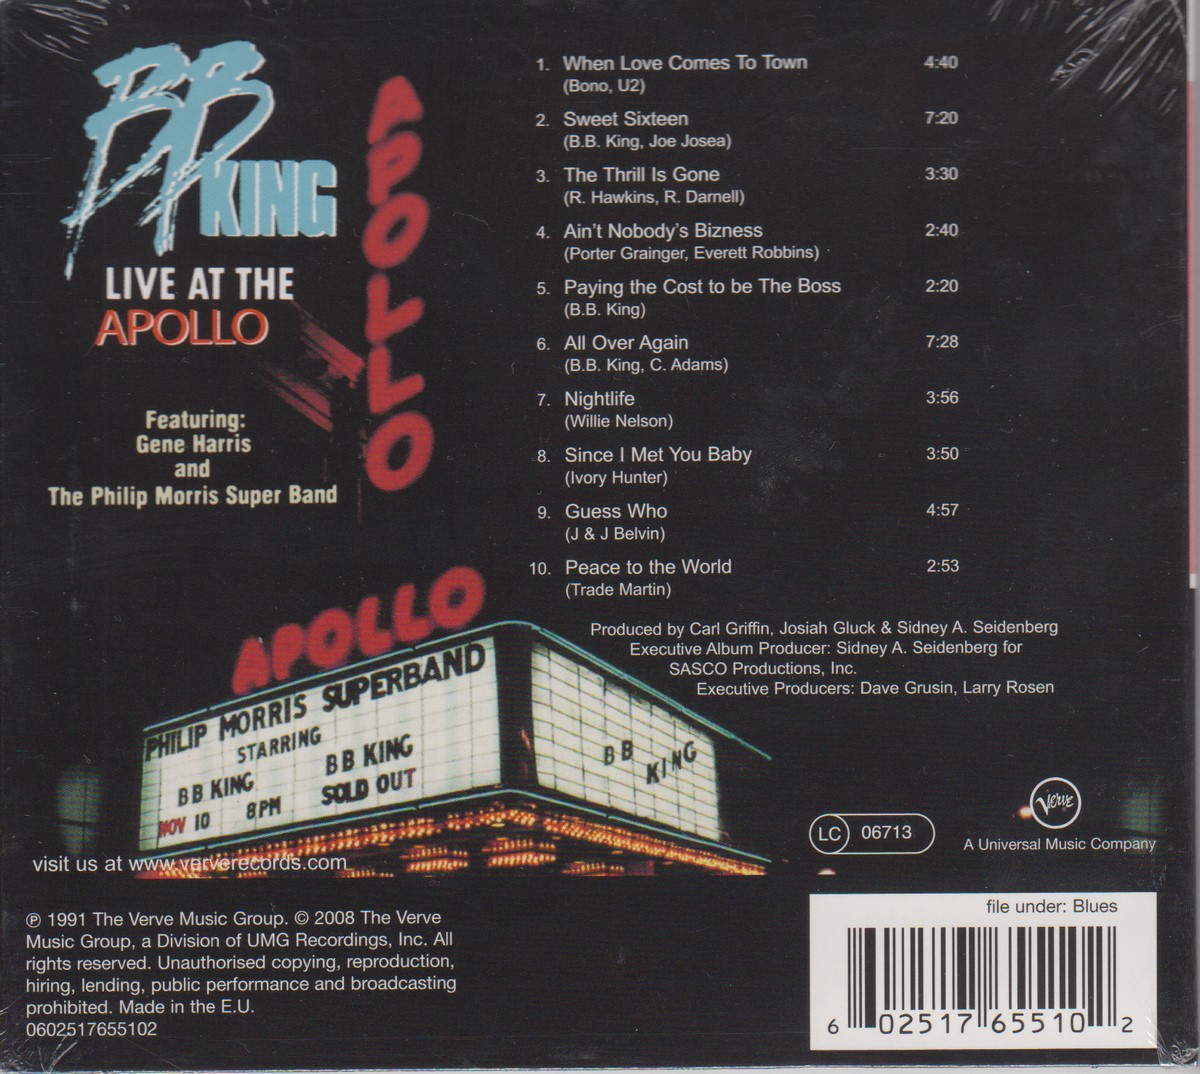 BB
KING
LIVE AT THE
APOLLO
Featuring:
Gene Harris
and
The Philip Morris Super Band
APOLLO
1. When Love Comes To Town 4:40
(Bono, U2)
2. Sweet Sixteen 7:20
(B.B. King, Joe Josea)
3. The Thrill Is Gone 3:30
(R. Hawkins, R. Darnell)
4. Ain't Nobody's Bizness 2:40
(Porter Grainger, Everett Robbins)
5. Paying the Cost to be The Boss 2:20
(B.B. King)
6. All Over Again 7:28
(B.B. King, C. Adams)
7. Nightlife 3:56
(Willie Nelson)
8. Since I Met You Baby 3:50
(Ivory Hunter)
9. Guess Who 4:57
(J & J Belvin)
10. Peace to the World 2:53
(Trade Martin)
Produced by Carl Griffin, Josiah Gluck & Sidney A. Seidenberg
Executive Album Producer: Sidney A. Seidenberg for
SASCO Productions, Inc.
Executive Producers: Dave Grusin, Larry Rosen
APOLLO
PHILIP MORRIS SUPERBAND
STARRING
BB KING BB KING
NOV 10 8PM SOLD OUT
BB
KING
visit us at www.ververecords.com
LC 06713
Verve
A Universal Music Company
℗ 1991 The Verve Music Group. © 2008 The Verve
Music Group, a Division of UMG Recordings, Inc. All
rights reserved. Unauthorised copying, reproduction,
hiring, lending, public performance and broadcasting
prohibited. Made in the E.U.
0602517655102
file under: Blues
6 02517 65510 2